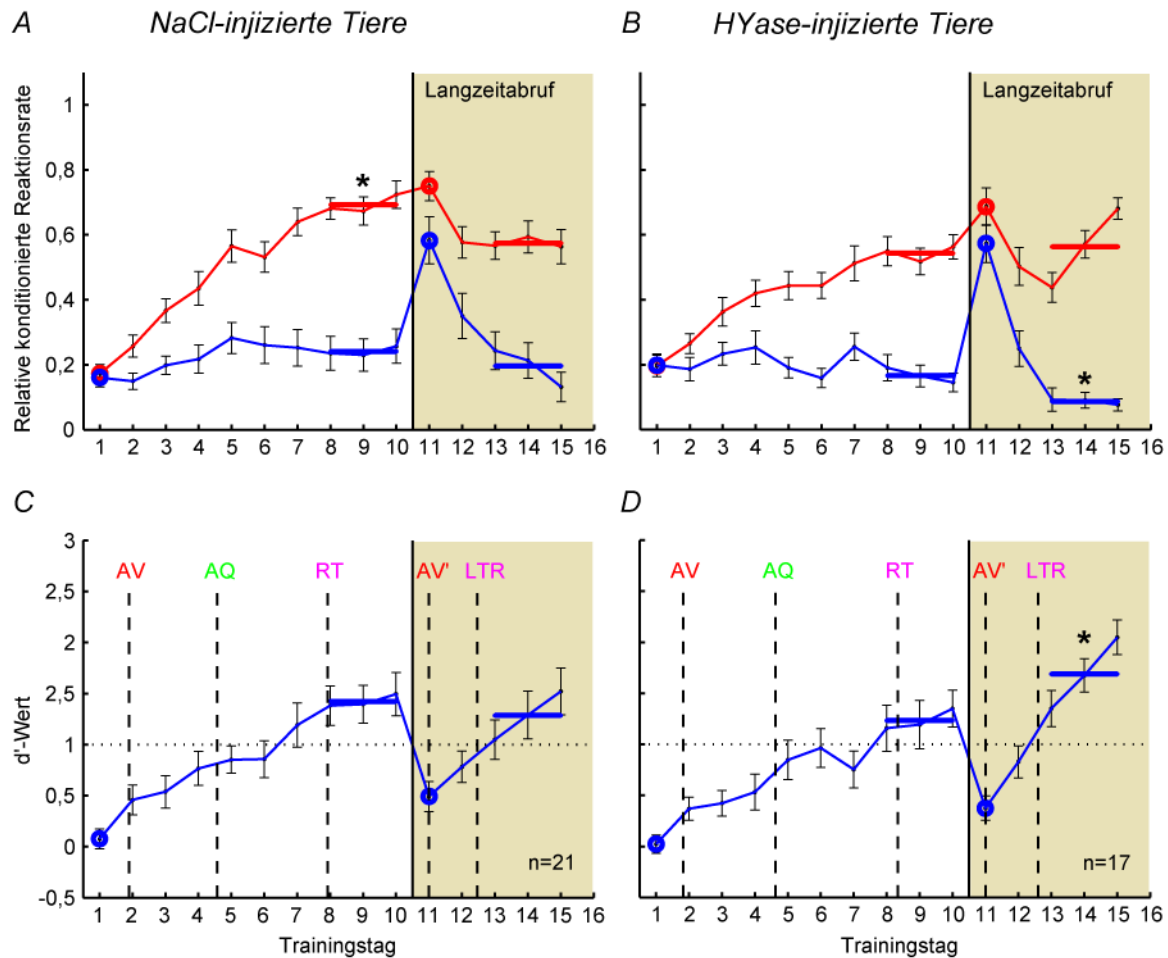 A NaCl-injizierte Tiere
B HYase-injizierte Tiere
Relative konditionierte Reaktionsrate
1
0,8
0,6
0,4
0,2
0
Langzeitabruf
*
1 2 3 4 5 6 7 8 9 10 11 12 13 14 15 16
Langzeitabruf
*
1 2 3 4 5 6 7 8 9 10 11 12 13 14 15 16
C
D
d'-Wert
3
2,5
2
2,5
1
0,5
0
-0,5
AV AQ RT AV' LTR
n=21
1 2 3 4 5 6 7 8 9 10 11 12 13 14 15 16
Trainingstag
AV AQ RT AV' LTR
*
n=17
1 2 3 4 5 6 7 8 9 10 11 12 13 14 15 16
Trainingstag